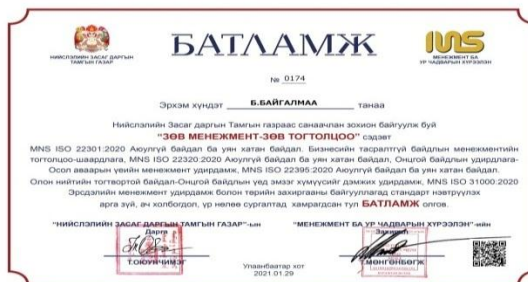 НИЙСЛЭЛИЙН ЗАСАГ ДАРГЫН
ТАМГЫН ГАЗАР
БАТЛАМЖ
IMS
МЕНЕЖМЕНТ БА
УР ЧАДВАРЫН ХҮРЭЭЛЭН
№ 0174
Эрхэм хүндэт Б.БАЙГАЛМАА танаа
Нийслэлийн Засаг даргын Тамгын газраас санаачлан зохион байгуулж буй
"ЗӨВ МЕНЕЖМЕНТ-ЗӨВ ТОГТОЛЦОО" сэдэвт
MNS ISO 22301:2020 Аюулгүй байдал ба уян хатан байдал. Бизнесийн тасралтгүй байдлын менежментийн
тогтолцоо-шаардлага, MNS ISO 22320:2020 Аюулгүй байдал ба уян хатан байдал, Онцгой байдлын удирдлага-
Осол аваарын үеийн менежмент удирдамж, MNS ISO 22395:2020 Аюулгүй байдал ба уян хатан байдал.
Олон нийтийн тогтвортой байдал-Онцгой байдлын үед эмзэг хүмүүсийг дэмжих удирдамж, MNS ISO 31000:2020
Эрсдэлийн менежмент удирдамж болон төрийн захиргааны байгууллагад стандарт нэвтрүүлэх
арга зүй, ач холбогдол, үр нөлөө сургалтад хамрагдсан тул БАТЛАМЖ олгов.
"НИЙСЛЭЛИЙН ЗАСАГ ДАРГЫН ТАМГЫН ГАЗАР"-ын
Дарга
Т.ОЮУНЧИМЭГ
"МЕНЕЖМЕНТ БА УР ЧАДВАРЫН ХҮРЭЭЛЭН"-ийн
Захирал
Т.МӨНГӨНБӨГЖ
Улаанбаатар хот
2021.01.29